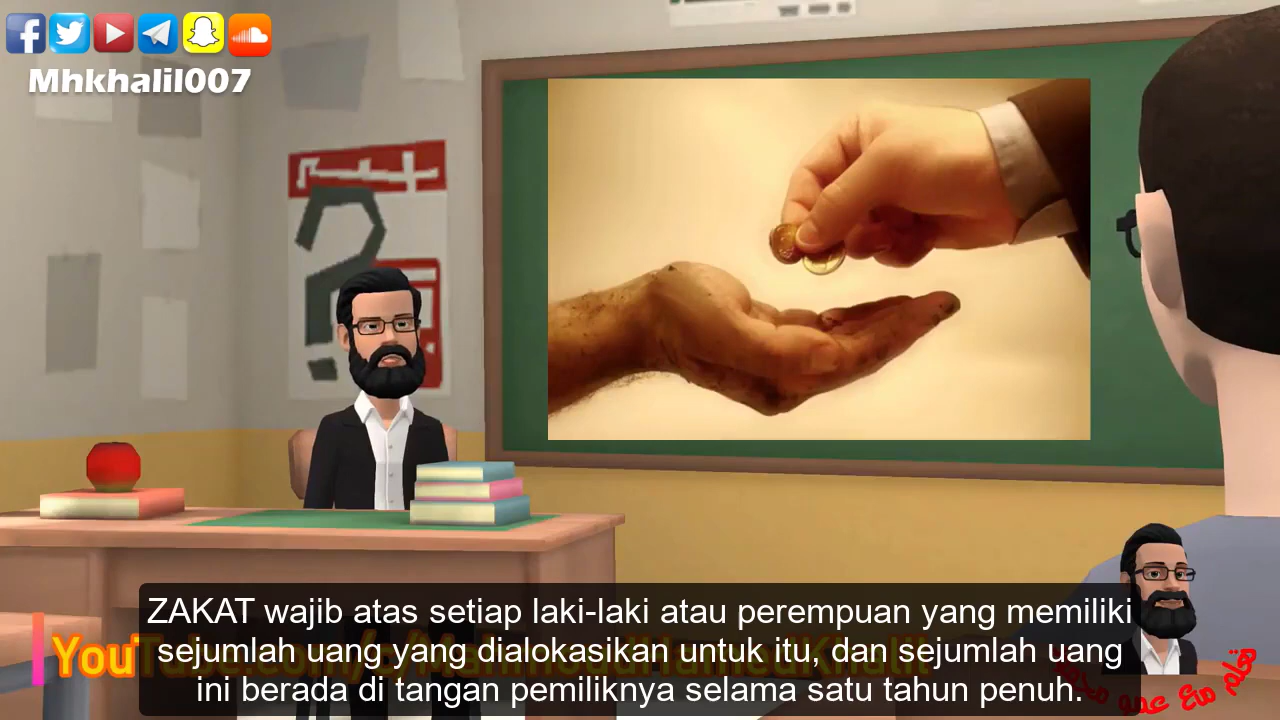 Mhkhalil007
ZAKAT wajib atas setiap laki-laki atau perempuan yang memiliki
sejumlah uang yang dialokasikan untuk itu, dan sejumlah uang
ini berada di tangan pemiliknya selama satu tahun penuh.
You